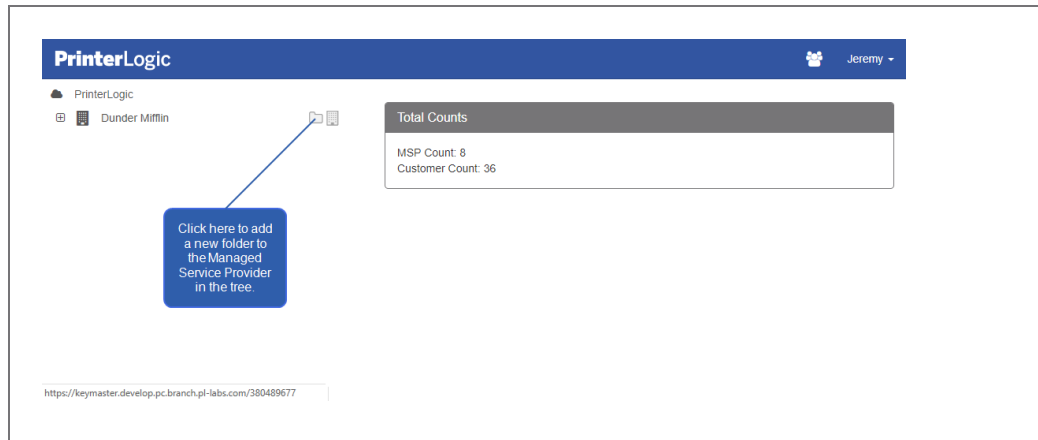 PrinterLogic
Jeremy
PrinterLogic
Dunder Mifflin
Total Counts
MSP Count: 8
Customer Count: 36
Click here to add
a new folder to
the Managed
Service Provider
in the tree.
https://keymaster.develop.pc.branch.pl-labs.com/380489677